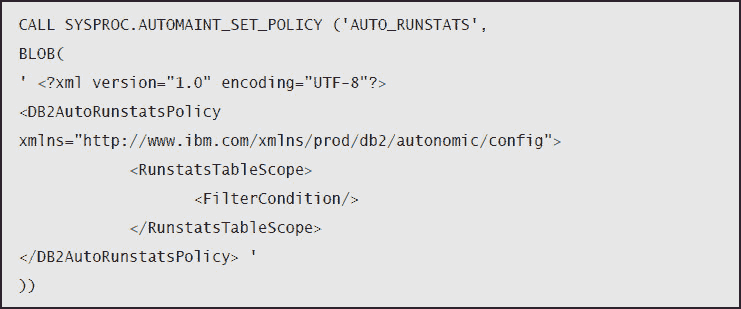 CALL SYSPROC.AUTOMAINT_SET_POLICY ('AUTO_RUNSTATS',
BLOB(
' <?xml version="1.0" encoding="UTF-8"?>
<DB2AutoRunstatsPolicy
xmlns="http://www.ibm.com/xmlns/prod/db2/autonomic/config">
<RunstatsTableScope>
<FilterCondition/>
</RunstatsTableScope>
</DB2AutoRunstatsPolicy> '
))